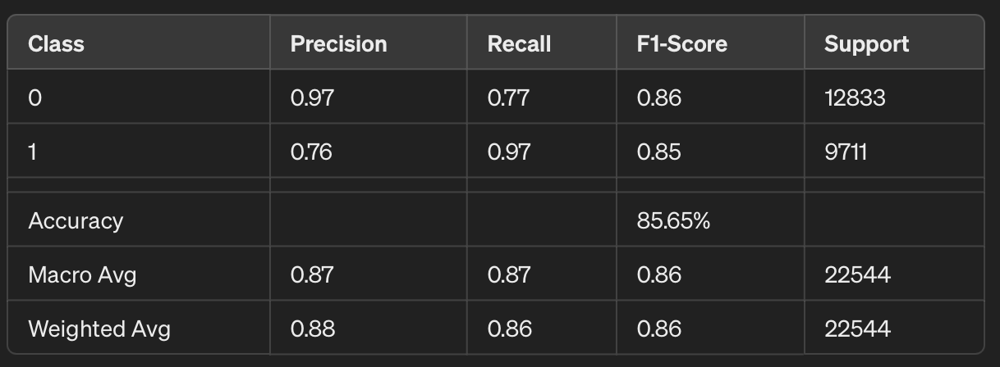 Class Precision Recall F1-Score Support
0 0.97 0.77 0.86 12833
1 0.76 0.97 0.85 9711
Accuracy 85.65%
Macro Avg 0.87 0.87 0.86 22544
Weighted Avg 0.88 0.86 0.86 22544